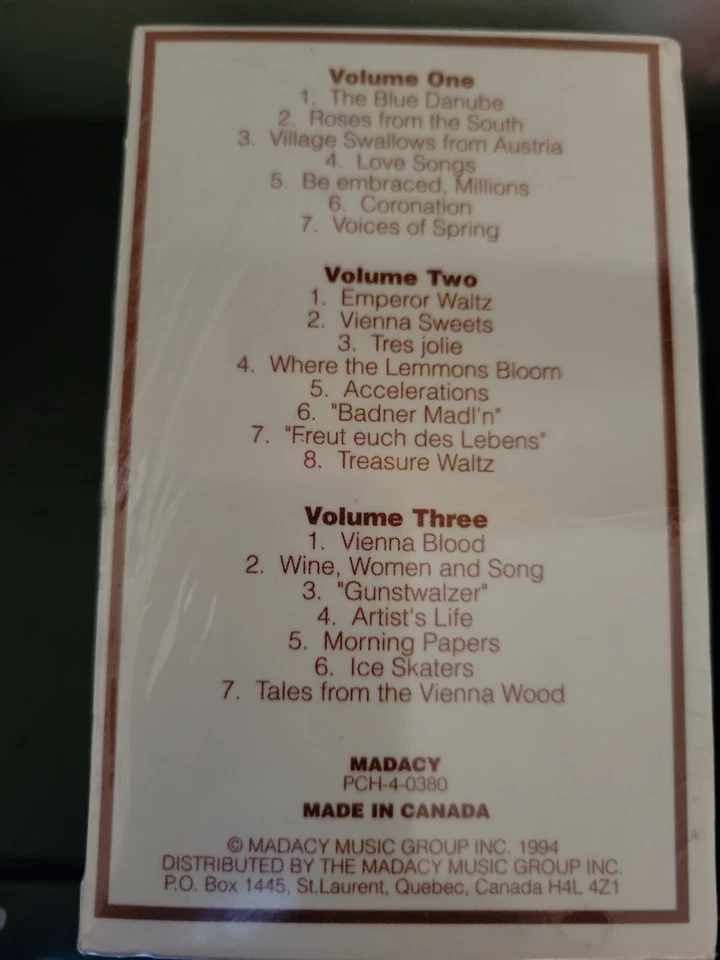 Volume One
1. The Blue Danube
2. Roses from the South
3. Village Swallows from Austria
4. Love Songs
5. Be embraced, Millions
6. Coronation
7. Voices of Spring
Volume Two
1. Emperor Waltz
2. Vienna Sweets
3. Tres jolie
4. Where the Lemmons Bloom
5. Accelerations
6. "Badner Madl'n"
7. "Freut euch des Lebens"
8. Treasure Waltz
Volume Three
1. Vienna Blood
2. Wine, Women and Song
3. "Gunstwalzer"
4. Artist's Life
5. Morning Papers
6. Ice Skaters
7. Tales from the Vienna Wood
MADACY
PCH-4-0380
MADE IN CANADA
© MADACY MUSIC GROUP INC. 1994
DISTRIBUTED BY THE MADACY MUSIC GROUP INC.
P.O. Box 1445, St.Laurent, Quebec, Canada H4L 4Z1